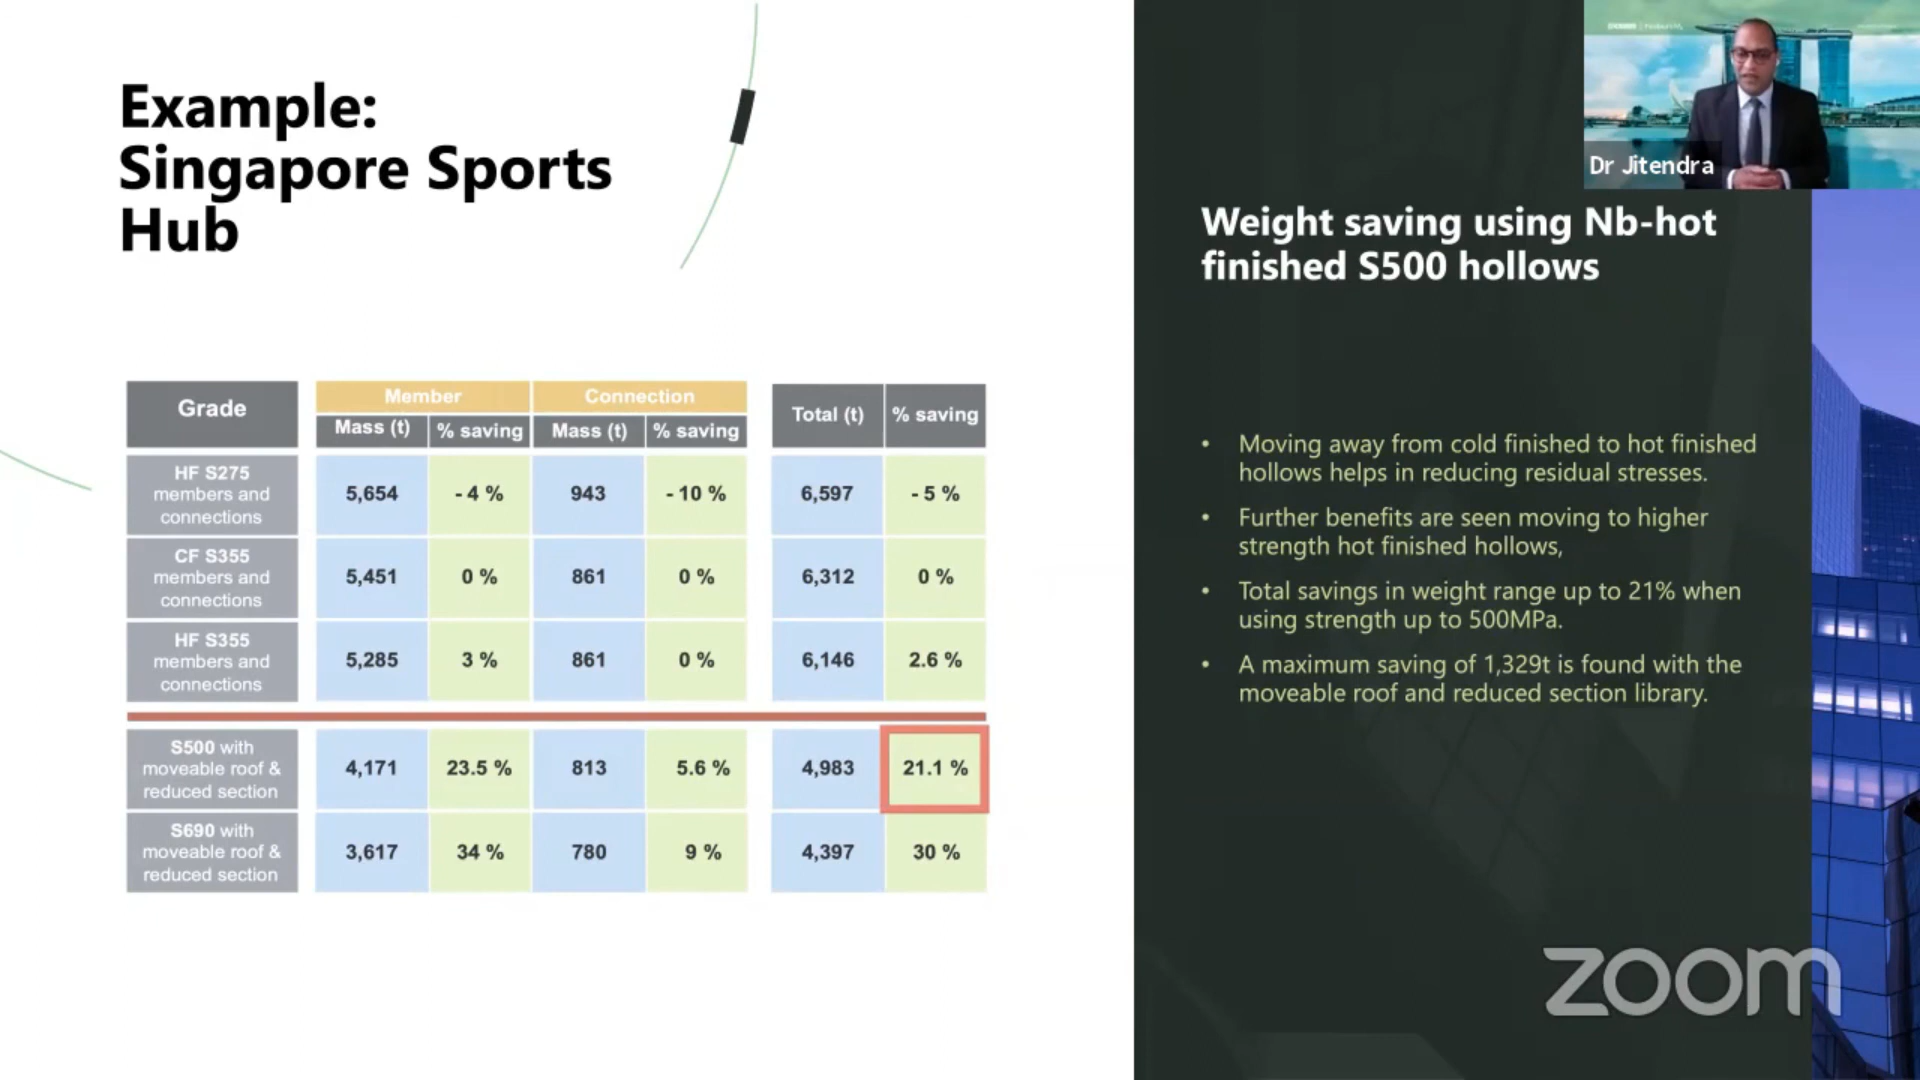 Example:
Singapore Sports
Hub
Grade
Member
Connection
Total (t)
% saving
Mass (t)
% saving
Mass (t)
% saving
HF S275
members and
connections
5,654
- 4 %
943
- 10 %
6,597
- 5 %
CF S355
members and
connections
5,451
0 %
861
0 %
6,312
0 %
HF S355
members and
connections
5,285
3 %
861
0 %
6,146
2.6 %
S500 with
moveable roof &
reduced section
4,171
23.5 %
813
5.6 %
4,983
21.1 %
S690 with
moveable roof &
reduced section
3,617
34 %
780
9 %
4,397
30 %
Dr Jitendra
Weight saving using Nb-hot
finished S500 hollows
• Moving away from cold finished to hot finished
hollows helps in reducing residual stresses.
• Further benefits are seen moving to higher
strength hot finished hollows,
• Total savings in weight range up to 21% when
using strength up to 500MPa.
• A maximum saving of 1,329t is found with the
moveable roof and reduced section library.
zoom